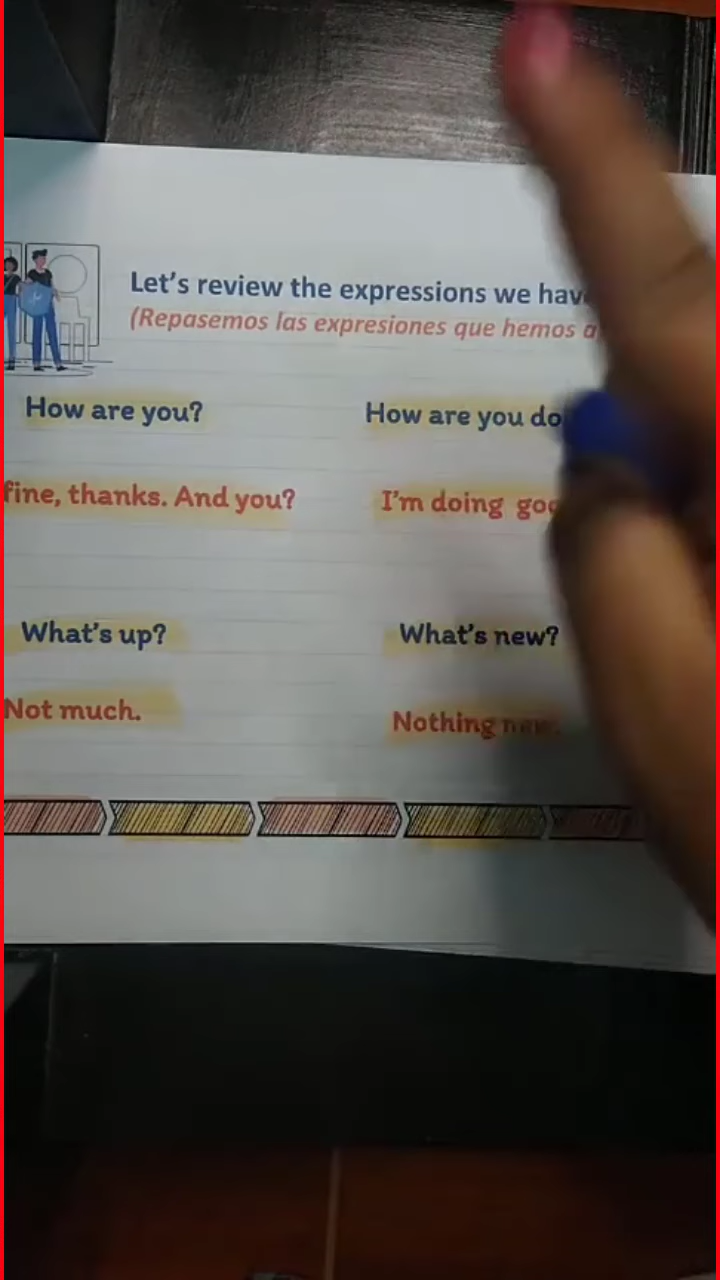 Let's review the expressions we hav
(Repasemos las expresiones que hemos a
How are you? How are you do
fine, thanks. And you? I'm doing goo
What's up? What's new?
Not much. Nothing new.